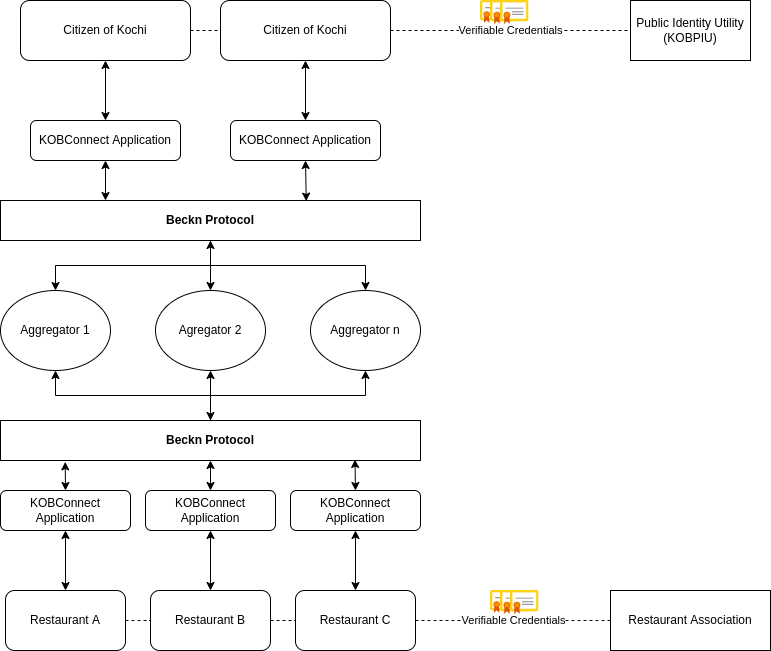 Citizen of Kochi
Citizen of Kochi
Verifiable Credentials
Public Identity Utility
(KOBPIU)
KOBConnect Application
KOBConnect Application
Beckn Protocol
Aggregator 1
Agregator 2
Aggregator n
Beckn Protocol
KOBConnect
Application
KOBConnect
Application
KOBConnect
Application
Restaurant A
Restaurant B
Restaurant C
Verifiable Credentials
Restaurant Association